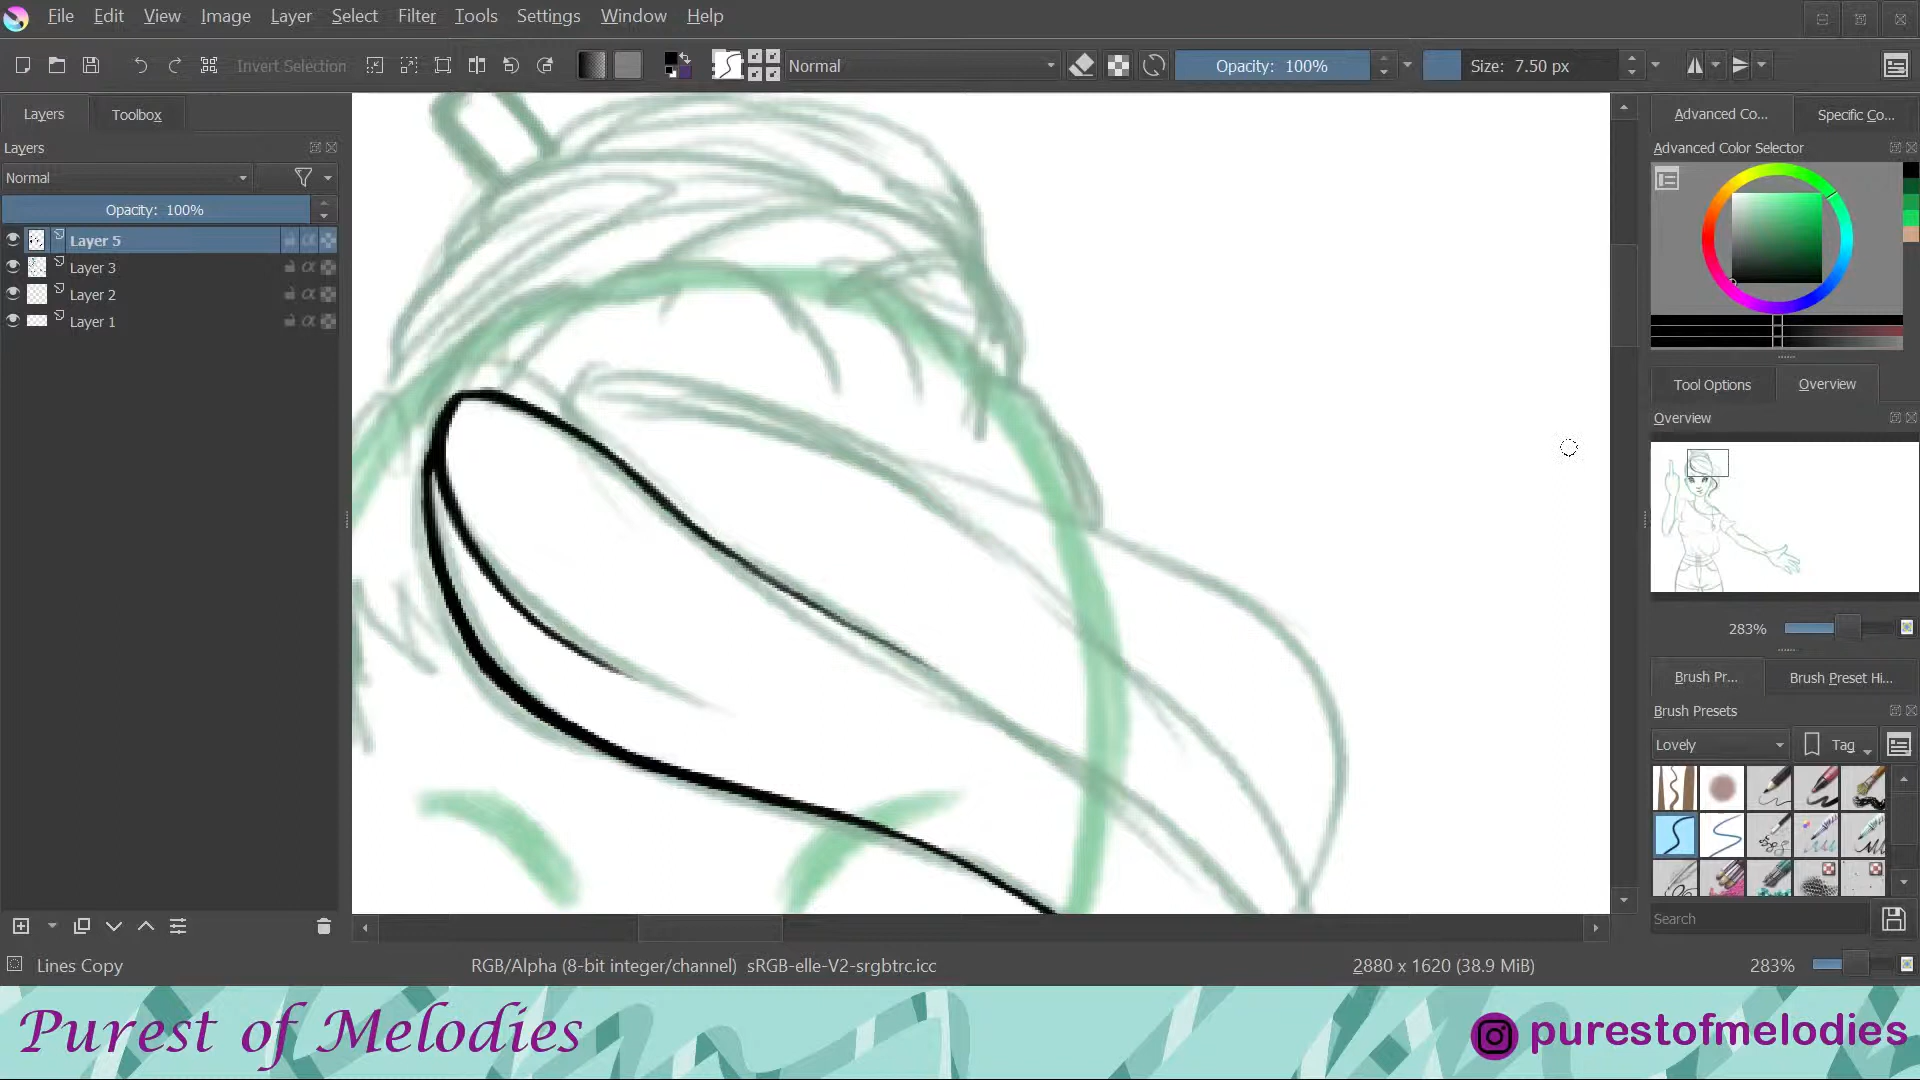 File Edit View Image Layer Select Filter Tools Settings Window Help
Invert Selection Normal Opacity: 100% Size: 7.50 px
Layers Toolbox
Layers
Normal
Opacity: 100%
Layer 5
Layer 3
Layer 2
Layer 1
Advanced Co... Specific Co...
Advanced Color Selector
Tool Options Overview
Overview
283%
Brush Pr... Brush Preset Hi...
Brush Presets
Lovely Tag
Search
Lines Copy RGB/Alpha (8-bit integer/channel) sRGB-elle-V2-srgbtrc.icc 2880 x 1620 (38.9 MiB) 283%
Purest of Melodies purestofmelodies